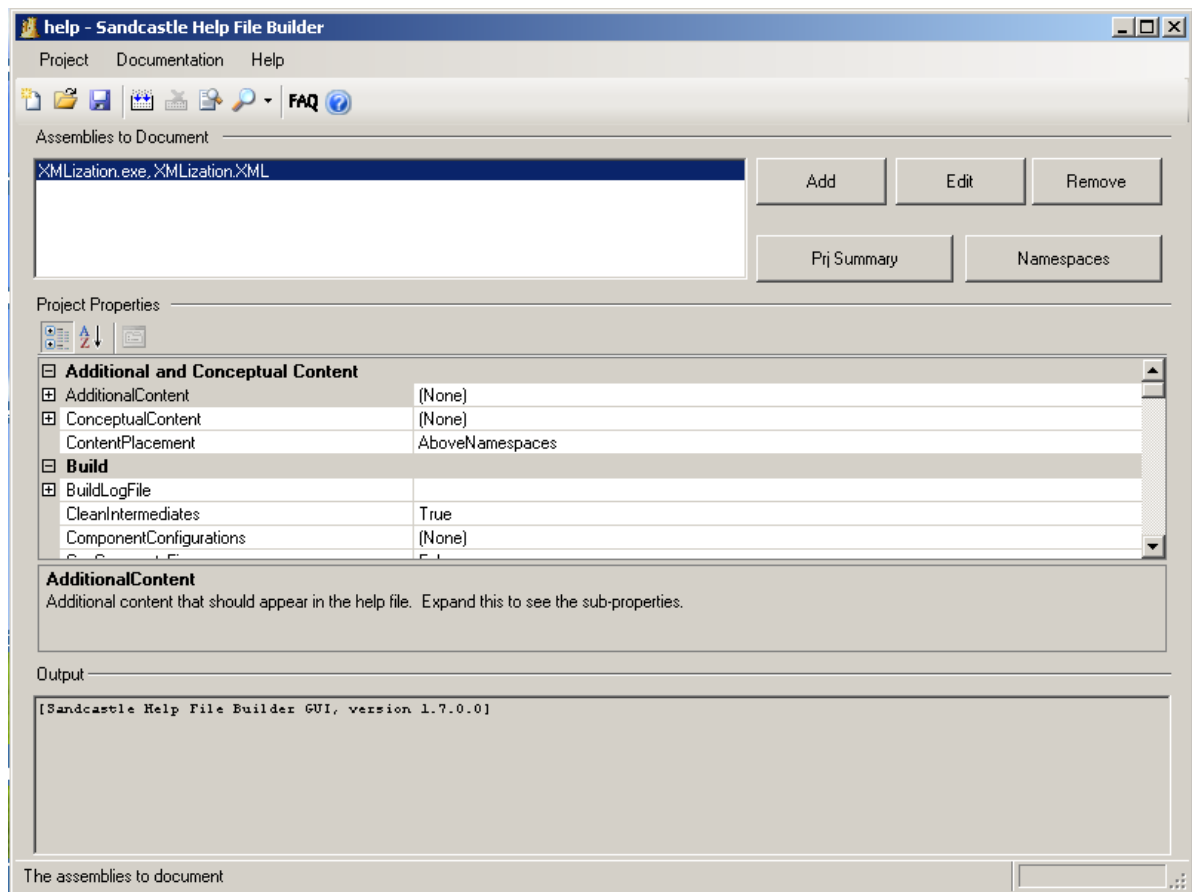 help - Sandcastle Help File Builder
Project Documentation Help
FAQ
Assemblies to Document
XMLization.exe, XMLization.XML
Add Edit Remove
Prj Summary Namespaces
Project Properties
Additional and Conceptual Content
AdditionalContent (None)
ConceptualContent (None)
ContentPlacement AboveNamespaces
Build
BuildLogFile
CleanIntermediates True
ComponentConfigurations (None)
AdditionalContent
Additional content that should appear in the help file. Expand this to see the sub-properties.
Output
[Sandcastle Help File Builder GUI, version 1.7.0.0]
The assemblies to document